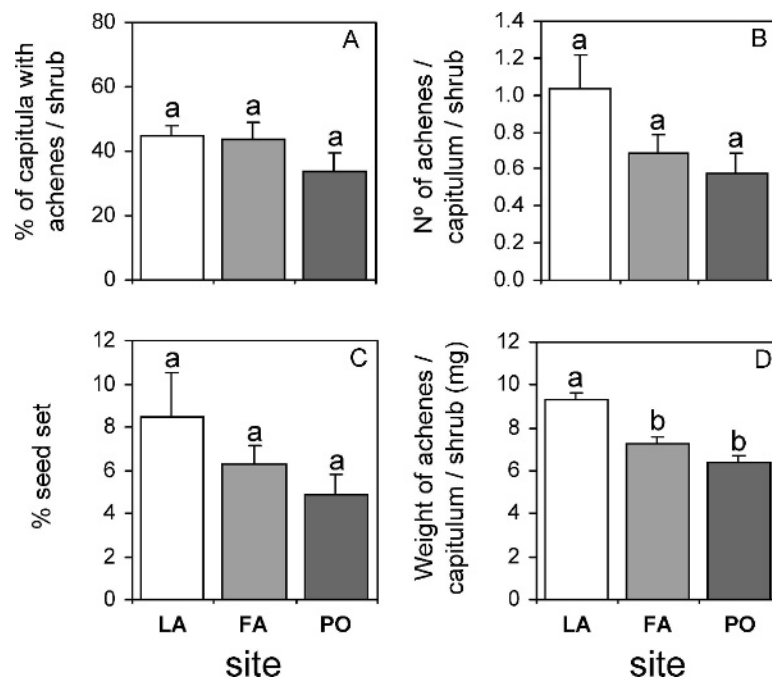 % of capitula with
achenes / shrub
80
60
40
20
0
A
a
a
a
Nº of achenes /
capitulum / shrub
1.4
1.2
1.0
0.8
0.6
0.4
0.2
0.0
B
a
a
a
% seed set
12
10
8
6
4
2
0
C
a
a
a
LA FA PO
site
Weight of achenes /
capitulum / shrub (mg)
12
10
8
6
4
2
0
D
a
b
b
LA FA PO
site